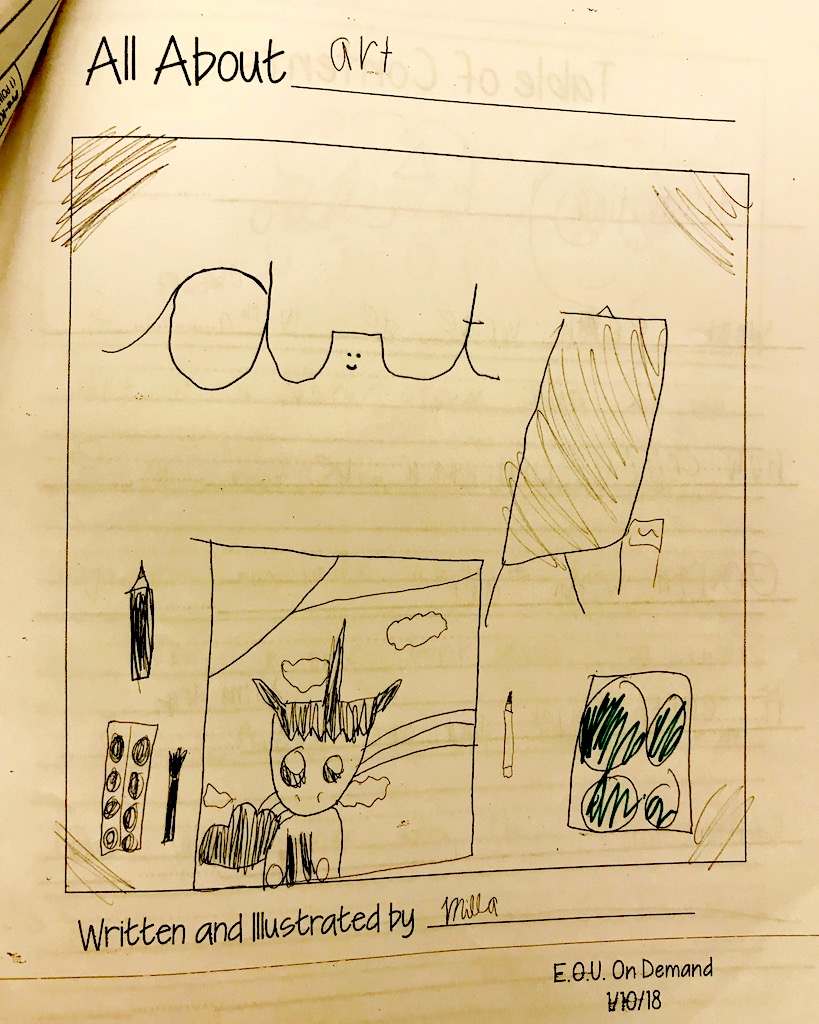 All About art
art
Written and Illustrated by Milla
E.O.U. On Demand
1/10/18